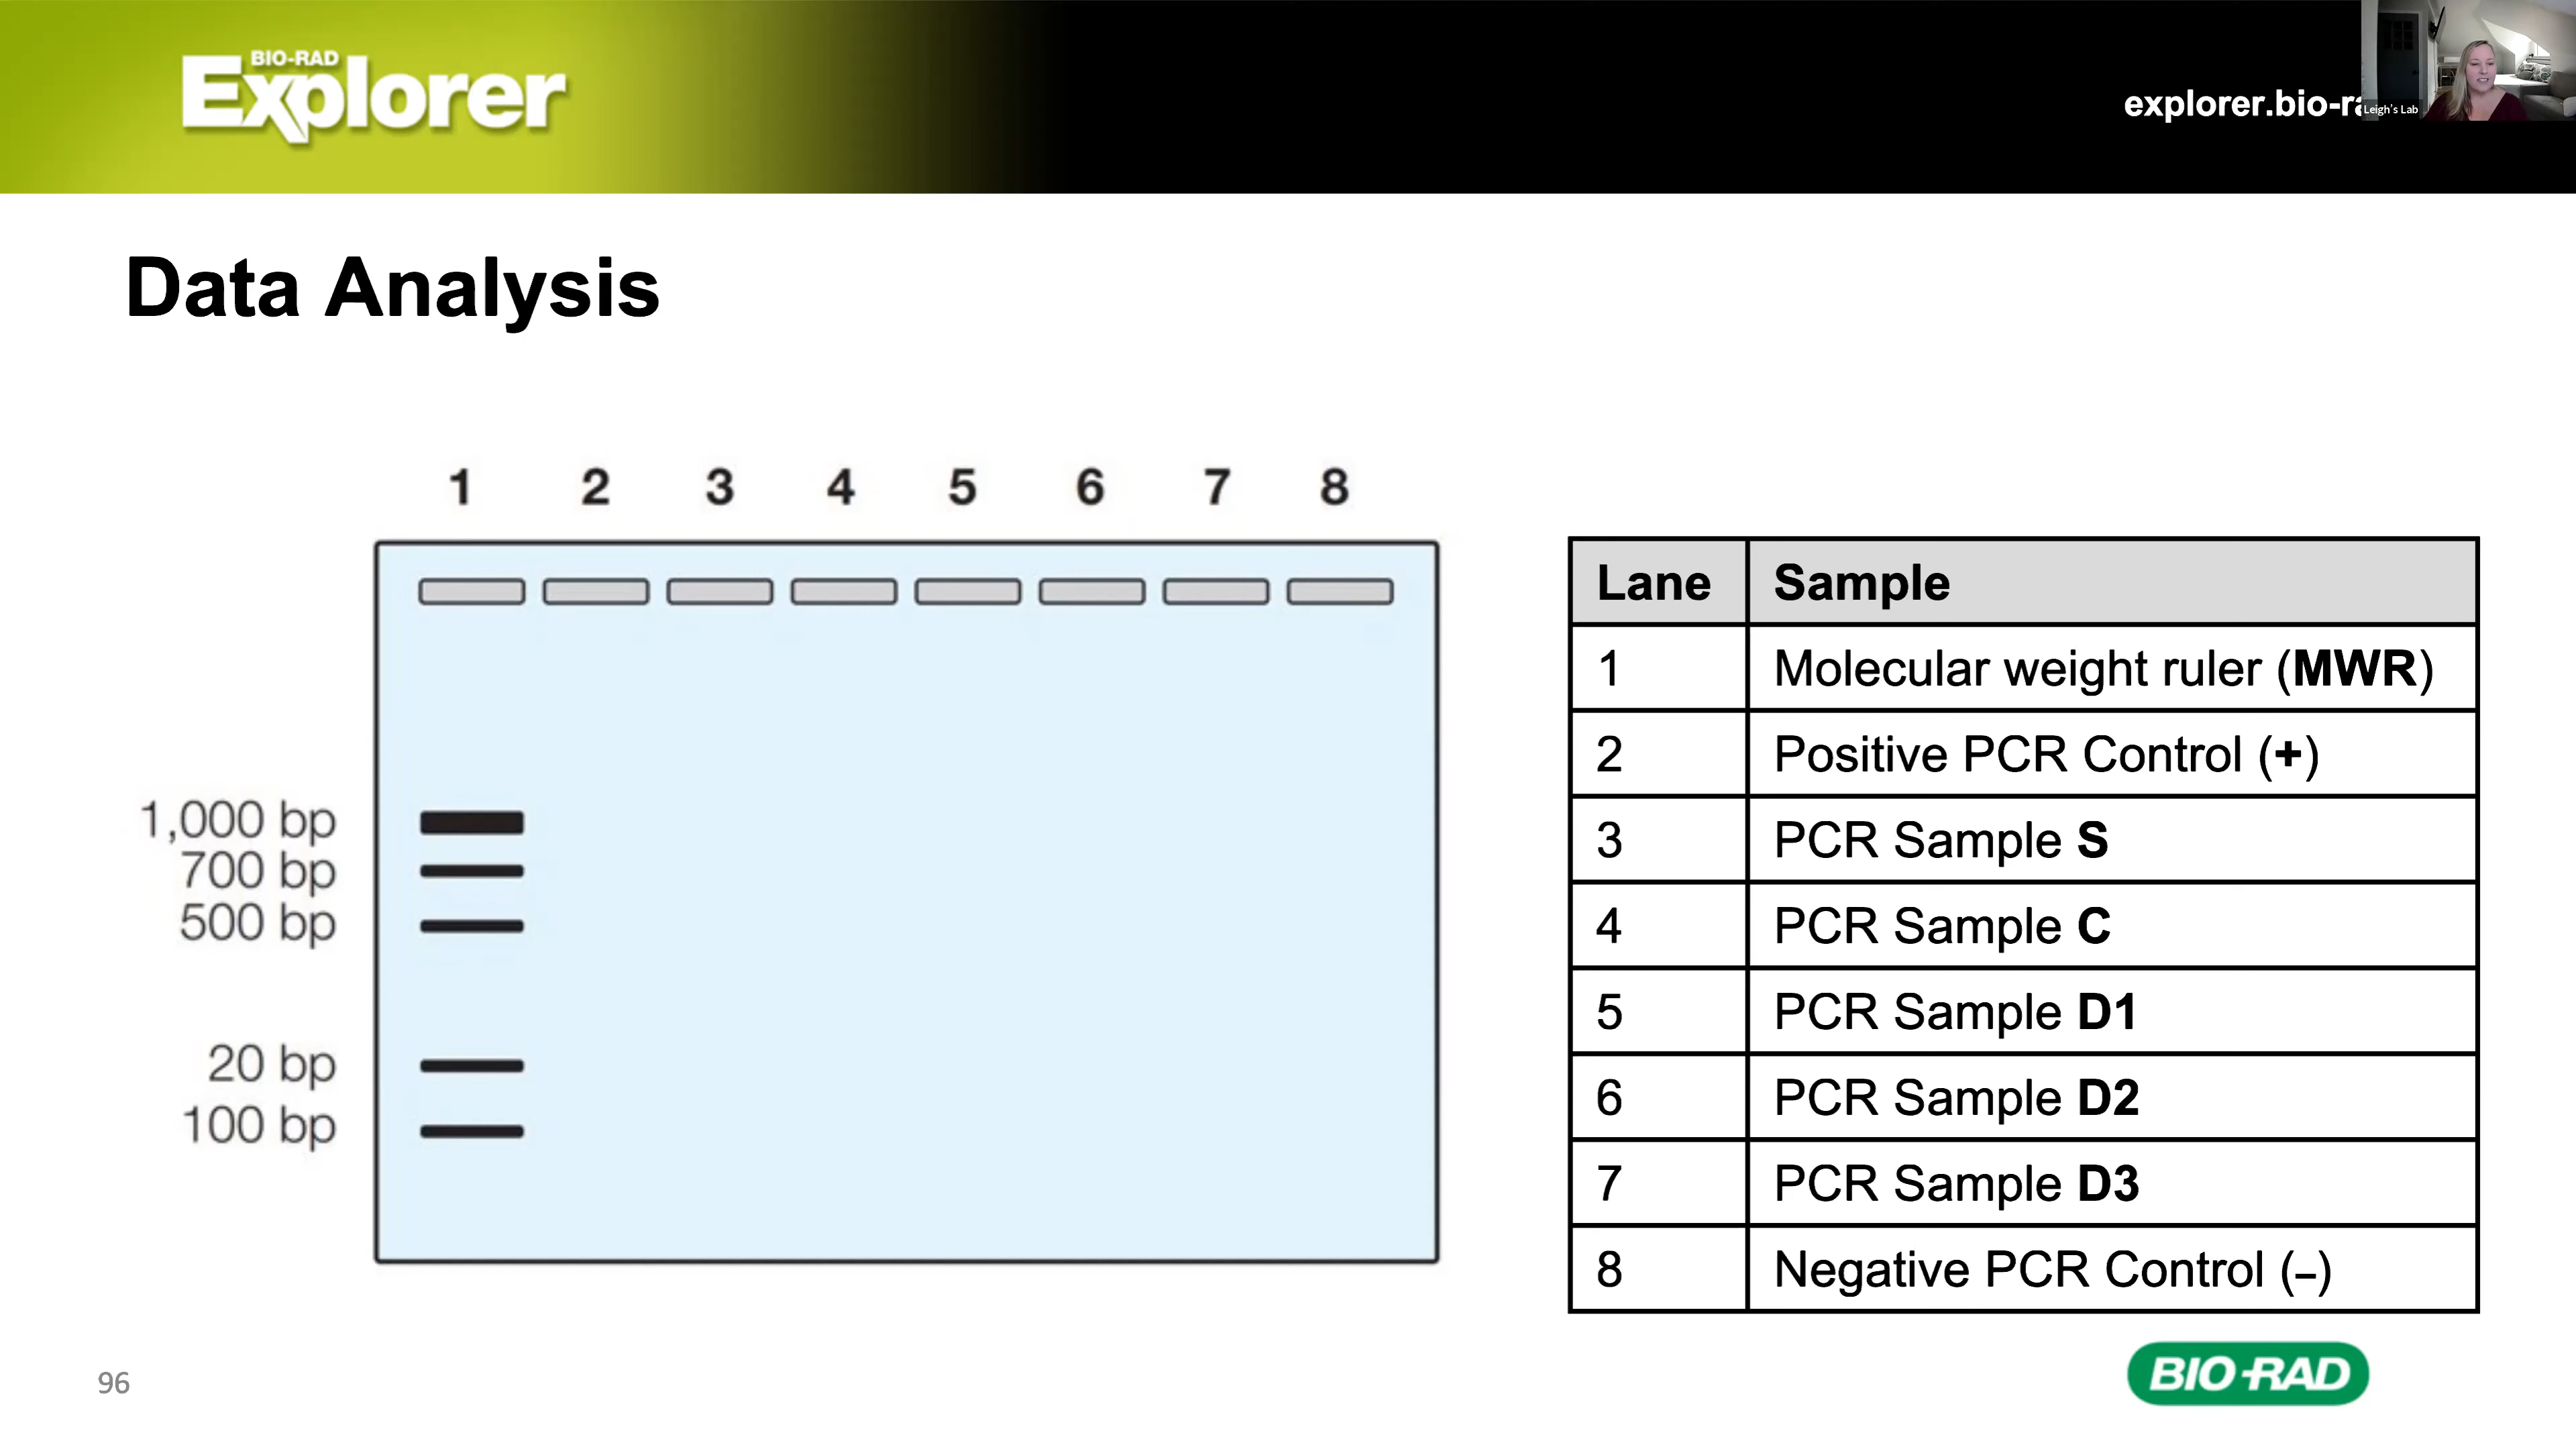 BIO-RAD
Explorer
explorer.bio-ra
Leigh's Lab
Data Analysis
1 2 3 4 5 6 7 8
1,000 bp
700 bp
500 bp
20 bp
100 bp
Lane Sample
1 Molecular weight ruler (MWR)
2 Positive PCR Control (+)
3 PCR Sample S
4 PCR Sample C
5 PCR Sample D1
6 PCR Sample D2
7 PCR Sample D3
8 Negative PCR Control (–)
96
BIO-RAD